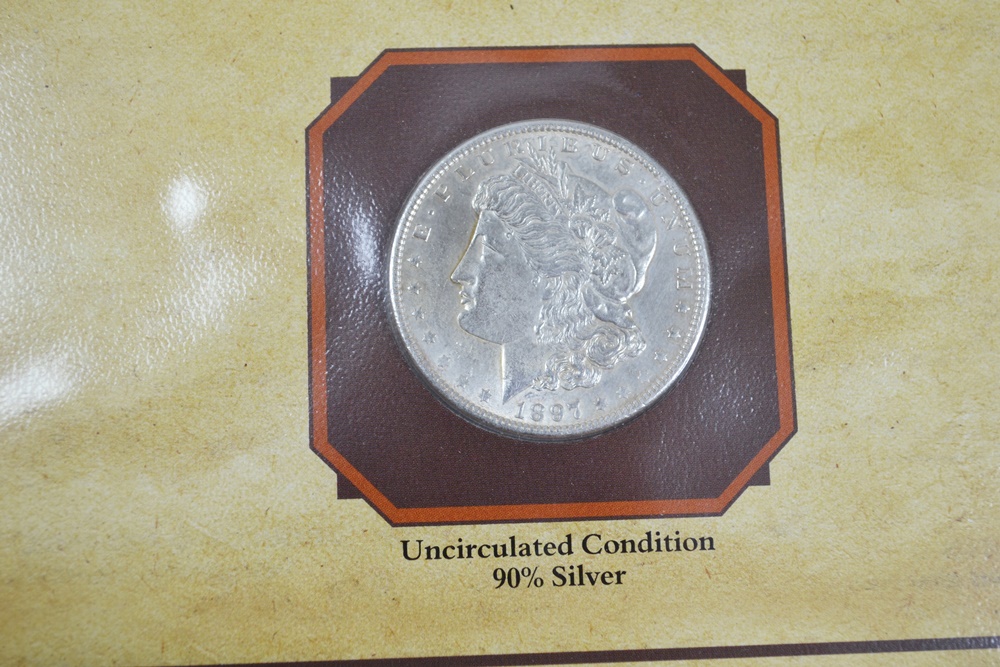 E · PLURIBUS · UNUM
1897
Uncirculated Condition
90% Silver